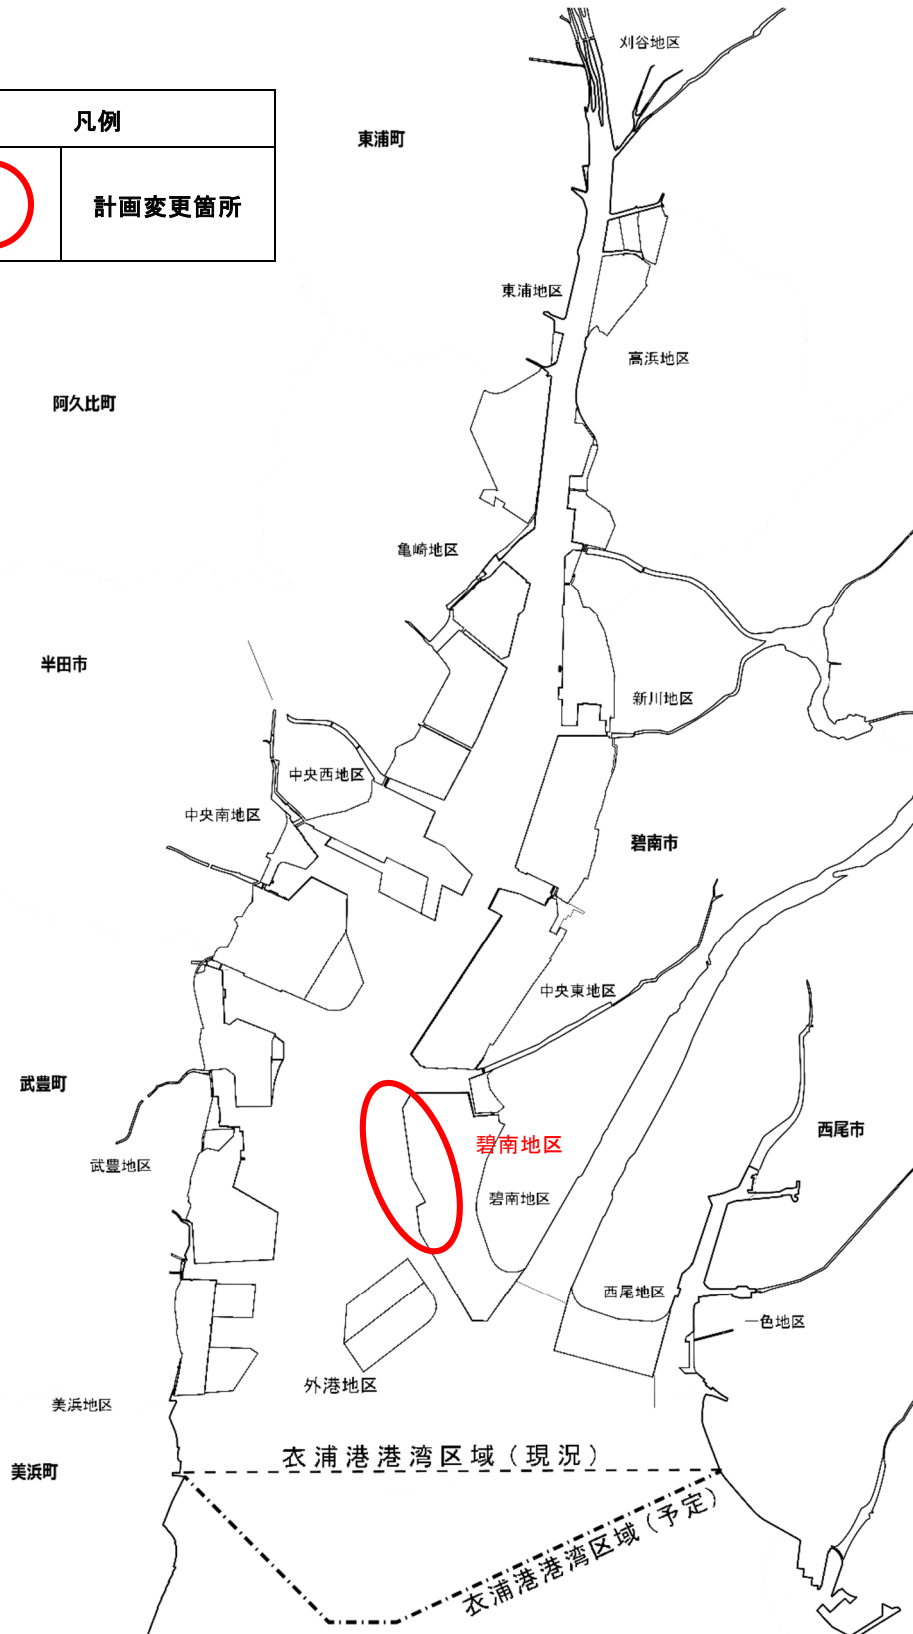 刈谷地区
凡例
東浦町
計画変更箇所
東浦地区
高浜地区
阿久比町
亀崎地区
半田市
新川地区
中央西地区
中央南地区
碧南市
中央東地区
武豊町
西尾市
碧南地区
武豊地区
碧南地区
西尾地区
一色地区
外港地区
美浜地区
衣浦港港湾区域（現況）
美浜町
衣浦港港湾区域（予定）